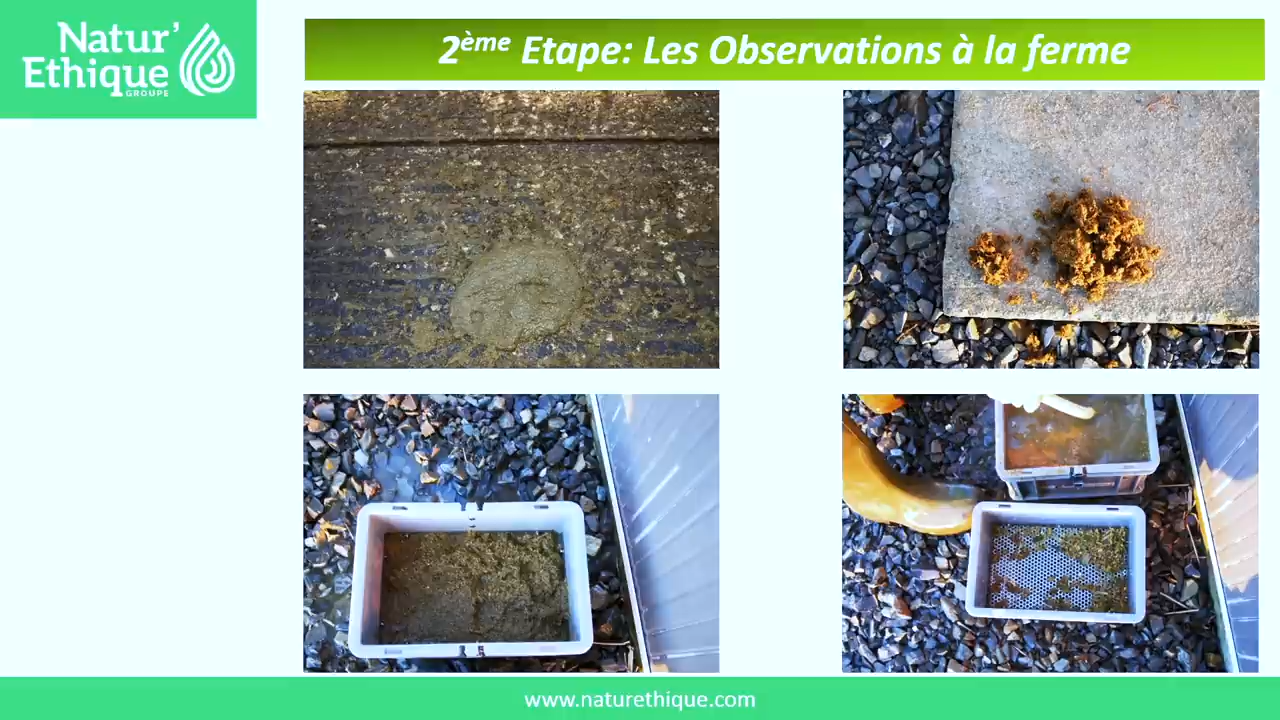 Natur'
Ethique
GROUPE
2ème Etape: Les Observations à la ferme
www.naturethique.com